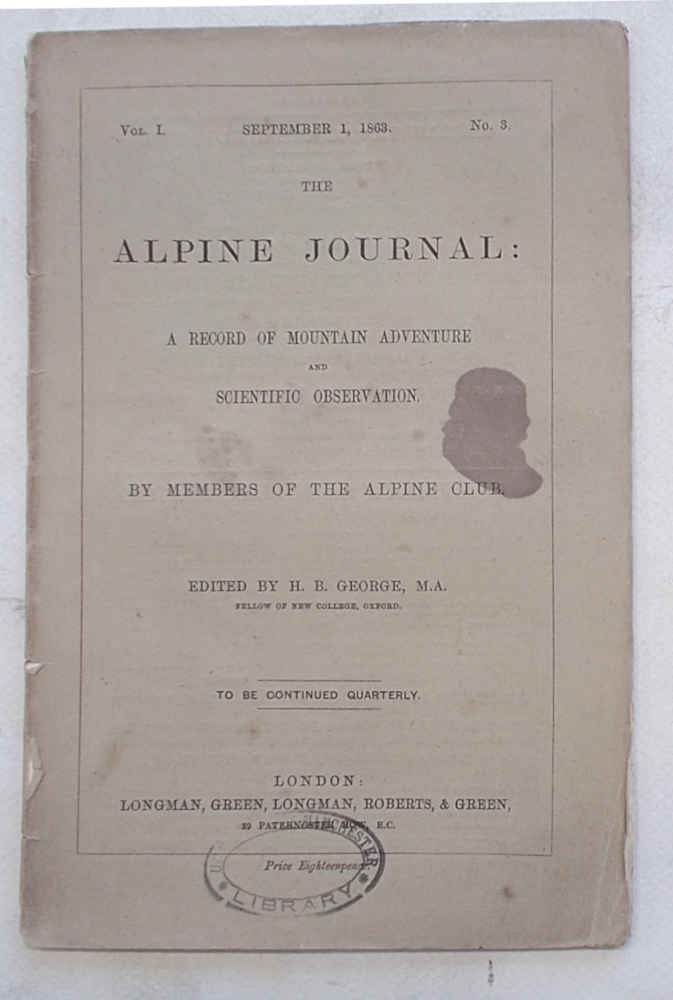 VOL. I. SEPTEMBER 1, 1863. No. 3.
THE
ALPINE JOURNAL:
A RECORD OF MOUNTAIN ADVENTURE
AND
SCIENTIFIC OBSERVATION.
BY MEMBERS OF THE ALPINE CLUB.
EDITED BY H. B. GEORGE, M.A.
FELLOW OF NEW COLLEGE, OXFORD.
TO BE CONTINUED QUARTERLY.
LONDON:
LONGMAN, GREEN, LONGMAN, ROBERTS, & GREEN,
PATERNOSTER ROW, E.C.
Price Eighteenpence.
MANCHESTER
LIBRARY